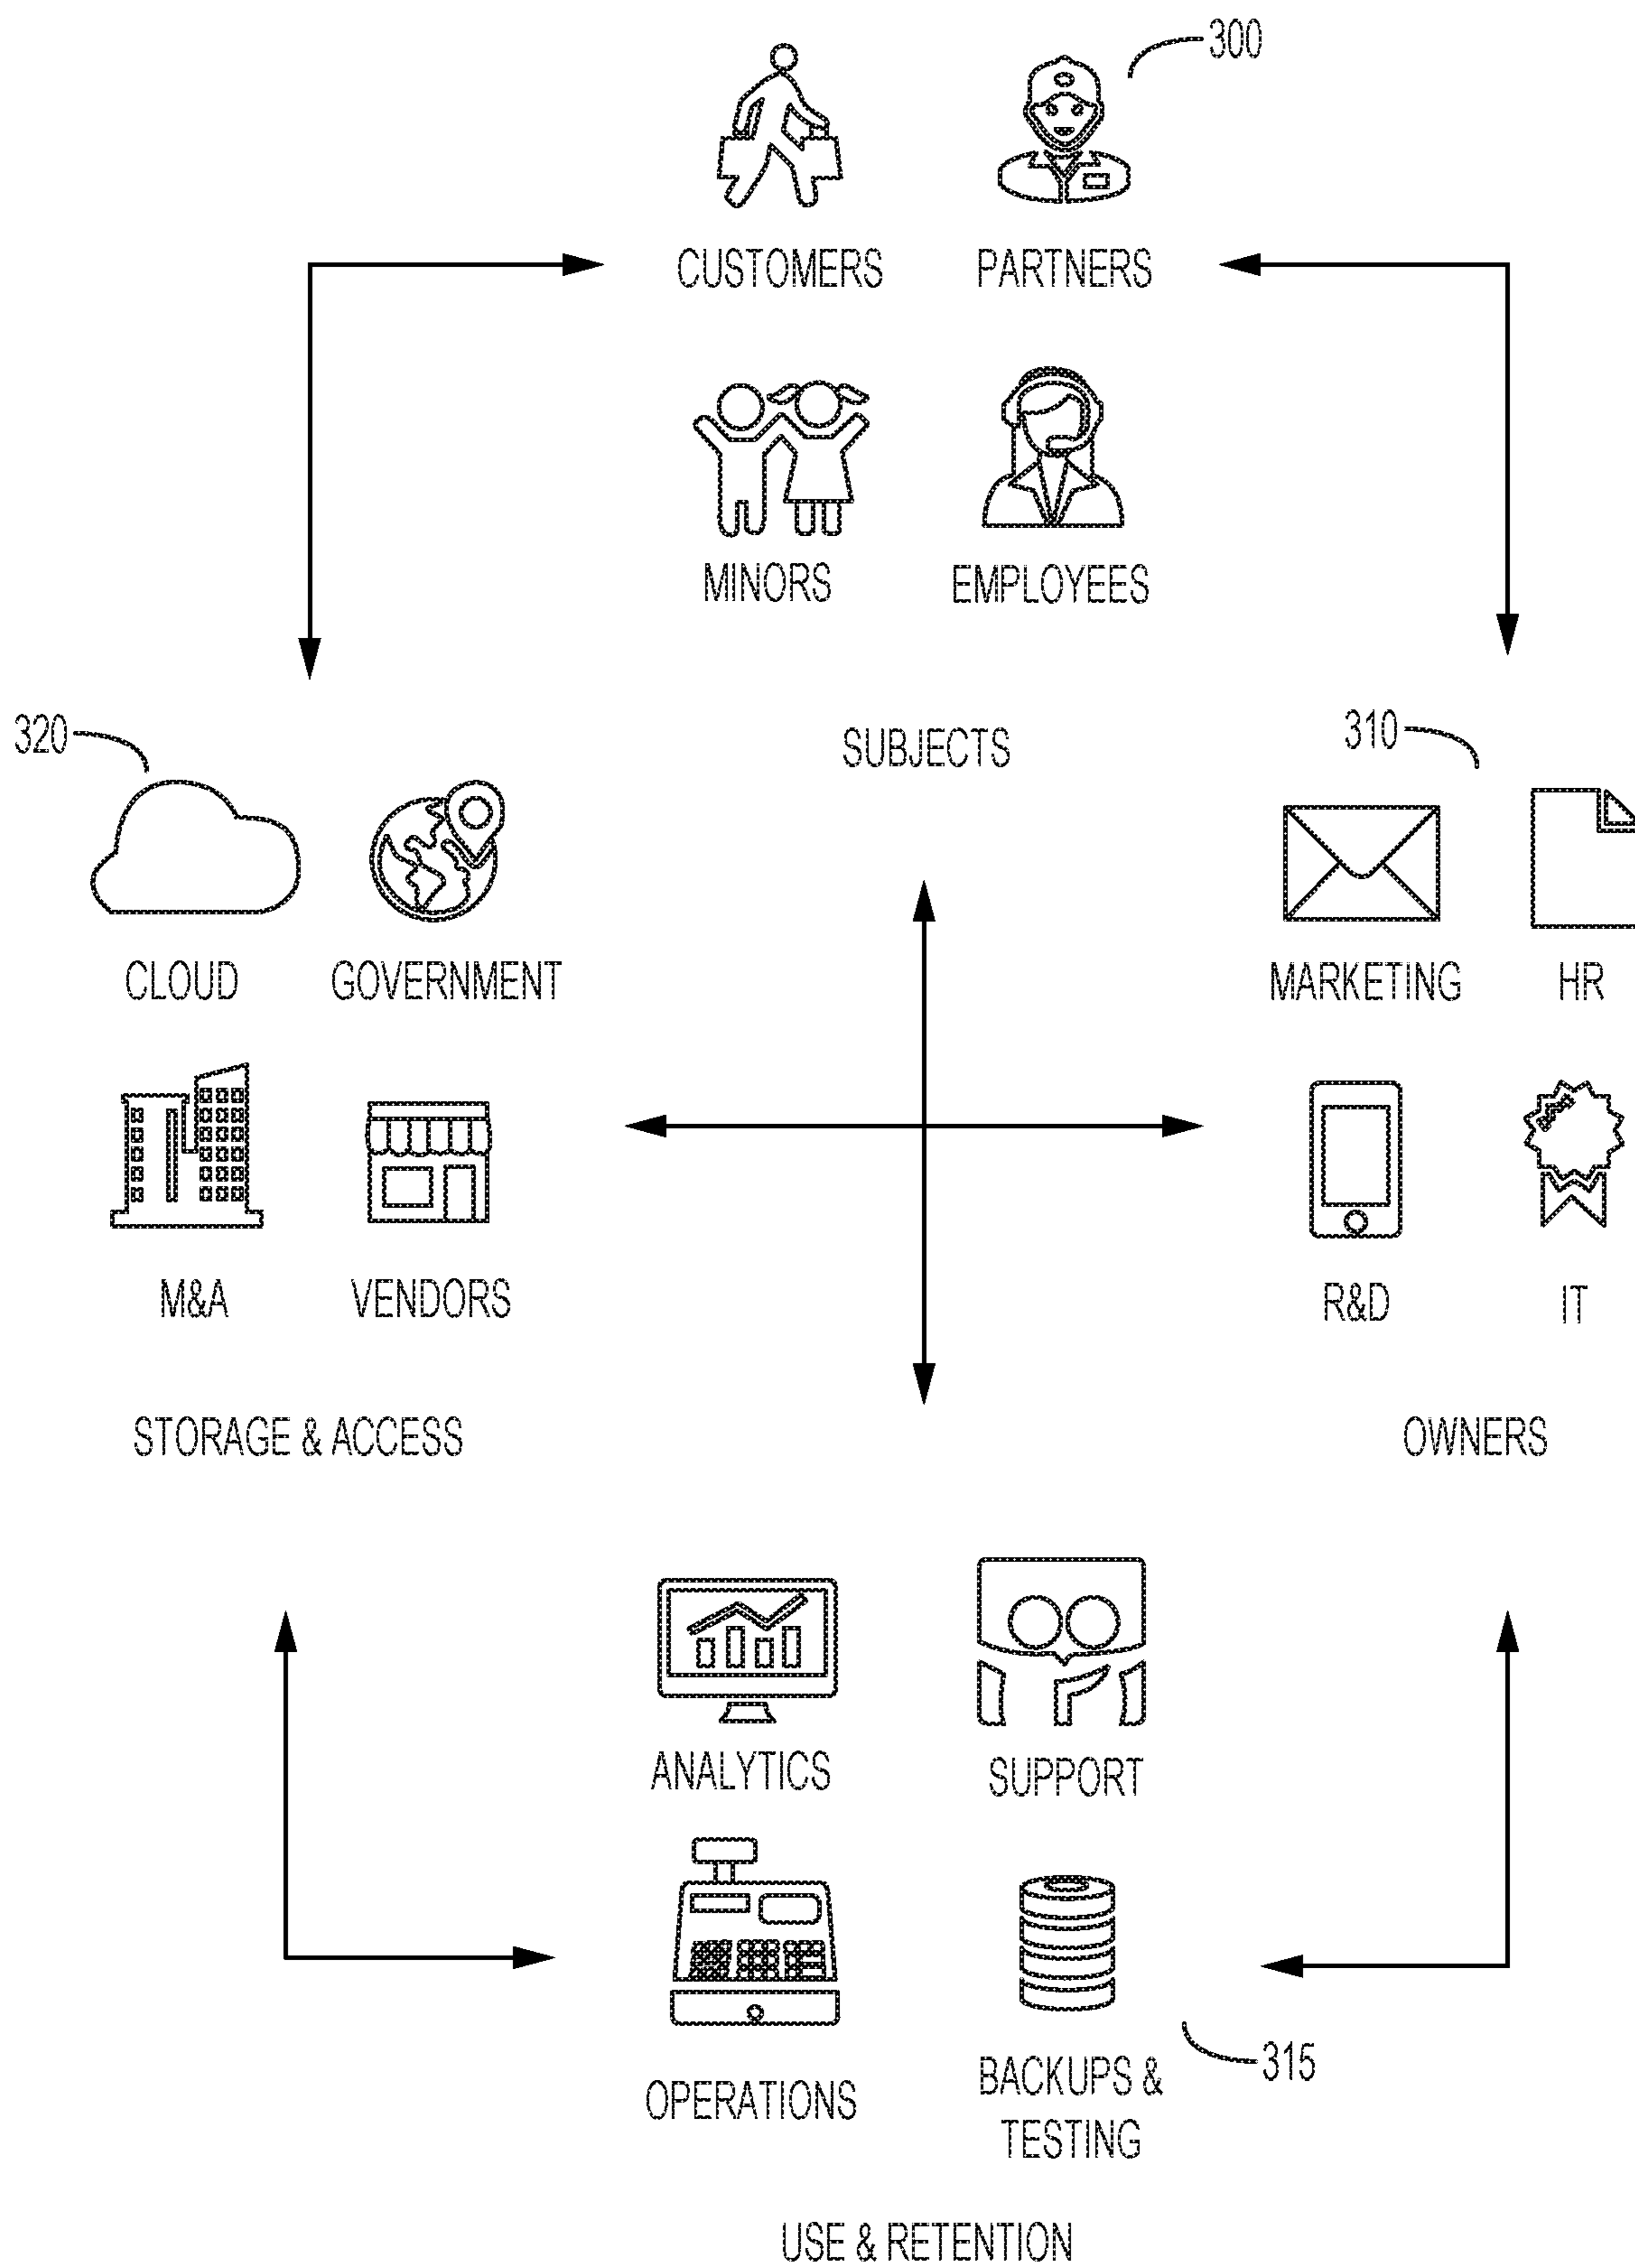 300
CUSTOMERS
PARTNERS
MINORS
EMPLOYEES
SUBJECTS
320
310
CLOUD
GOVERNMENT
MARKETING
HR
M&A
VENDORS
R&D
IT
STORAGE & ACCESS
OWNERS
ANALYTICS
SUPPORT
OPERATIONS
BACKUPS &
TESTING
315
USE & RETENTION